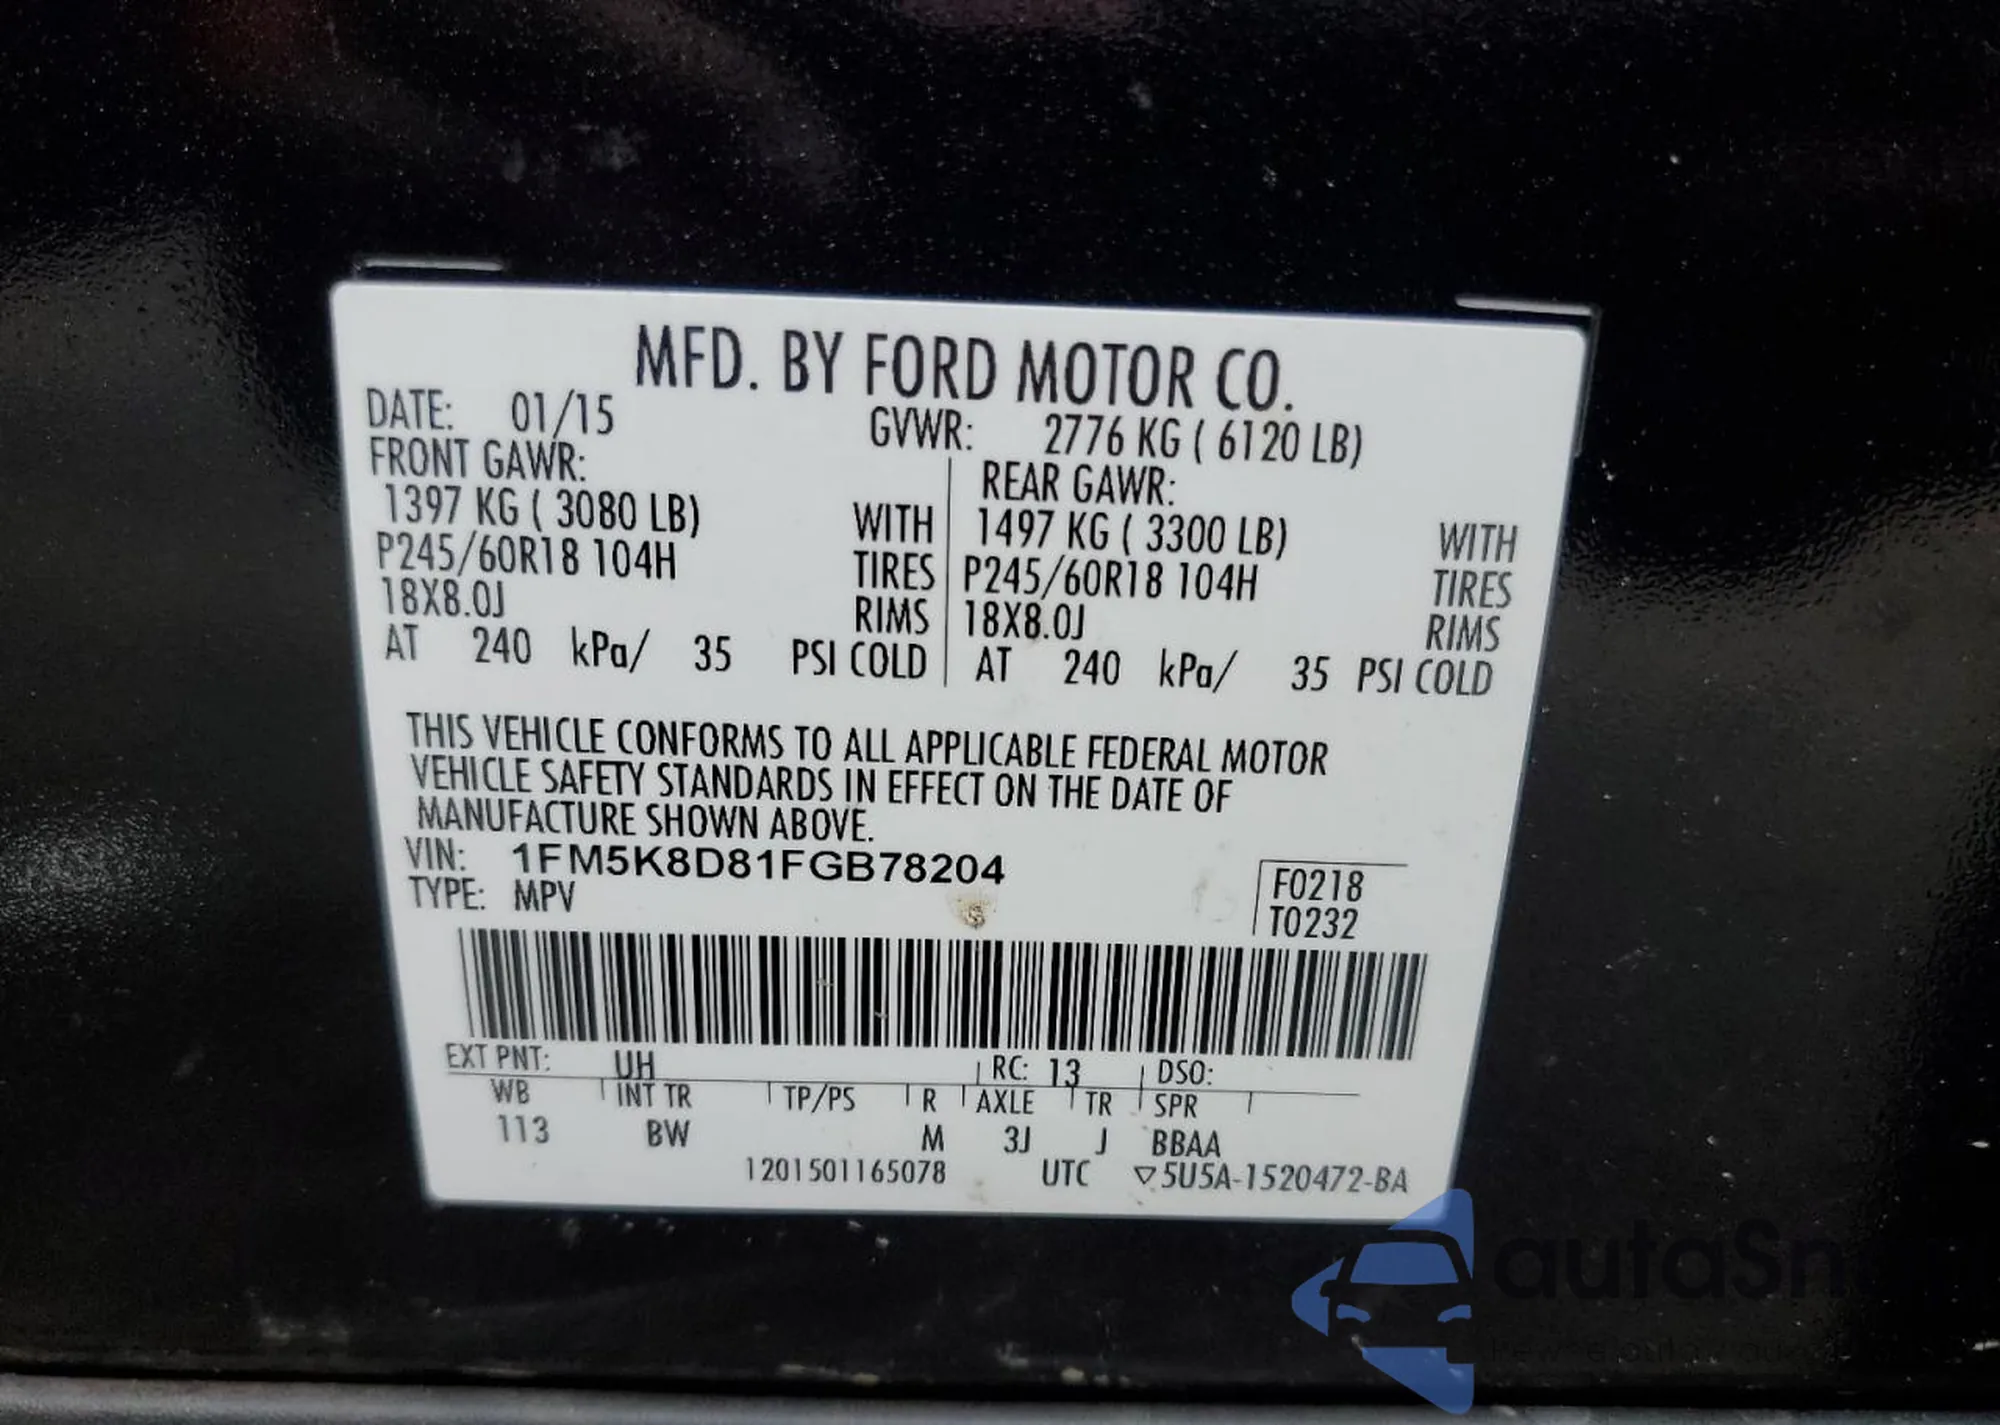 MFD. BY FORD MOTOR CO.
DATE: 01/15 GVWR: 2776 KG ( 6120 LB)
FRONT GAWR: REAR GAWR:
1397 KG ( 3080 LB) WITH 1497 KG ( 3300 LB) WITH
P245/60R18 104H TIRES P245/60R18 104H TIRES
18X8.0J RIMS 18X8.0J RIMS
AT 240 kPa/ 35 PSI COLD AT 240 kPa/ 35 PSI COLD
THIS VEHICLE CONFORMS TO ALL APPLICABLE FEDERAL MOTOR
VEHICLE SAFETY STANDARDS IN EFFECT ON THE DATE OF
MANUFACTURE SHOWN ABOVE.
VIN: 1FM5K8D81FGB78204 F0218
TYPE: MPV T0232
EXT PNT: UH RC: 13 DSO:
WB INT TR TP/PS R AXLE TR SPR
113 BW M 3J J BBAA
1201501165078 UTC ▽5U5A-1520472-BA
autaSn